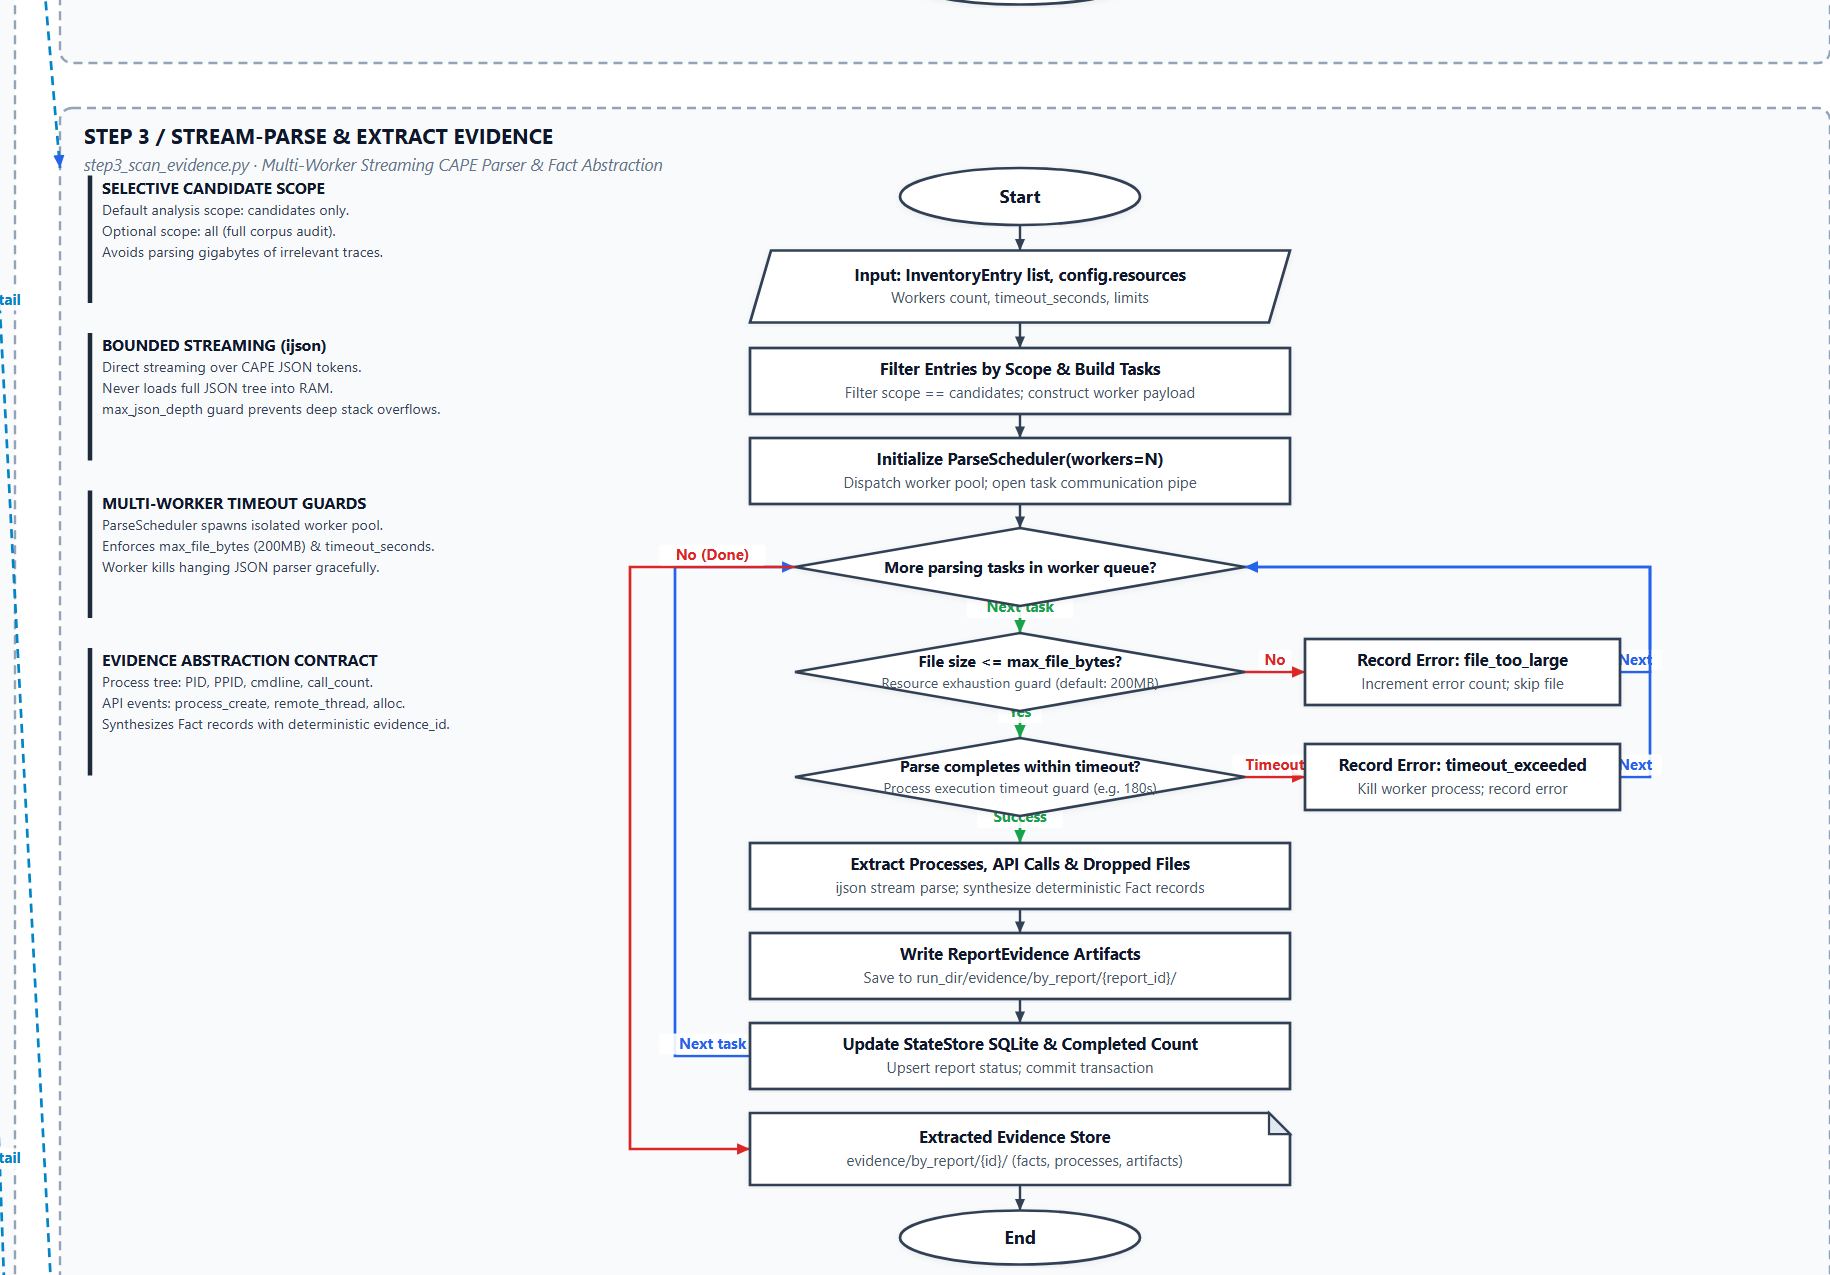 STEP 3 / STREAM-PARSE & EXTRACT EVIDENCE
step3_scan_evidence.py · Multi-Worker Streaming CAPE Parser & Fact Abstraction
SELECTIVE CANDIDATE SCOPE
Default analysis scope: candidates only.
Optional scope: all (full corpus audit).
Avoids parsing gigabytes of irrelevant traces.
tail
BOUNDED STREAMING (ijson)
Direct streaming over CAPE JSON tokens.
Never loads full JSON tree into RAM.
max_json_depth guard prevents deep stack overflows.
MULTI-WORKER TIMEOUT GUARDS
ParseScheduler spawns isolated worker pool.
Enforces max_file_bytes (200MB) & timeout_seconds.
Worker kills hanging JSON parser gracefully.
EVIDENCE ABSTRACTION CONTRACT
Process tree: PID, PPID, cmdline, call_count.
API events: process_create, remote_thread, alloc.
Synthesizes Fact records with deterministic evidence_id.
tail
Start
Input: InventoryEntry list, config.resources
Workers count, timeout_seconds, limits
Filter Entries by Scope & Build Tasks
Filter scope == candidates; construct worker payload
Initialize ParseScheduler(workers=N)
Dispatch worker pool; open task communication pipe
No (Done)
More parsing tasks in worker queue?
Next task
File size <= max_file_bytes?
Resource exhaustion guard (default: 200MB)
No
Record Error: file_too_large
Increment error count; skip file
Next
Yes
Parse completes within timeout?
Process execution timeout guard (e.g. 180s)
Timeout
Record Error: timeout_exceeded
Kill worker process; record error
Next
Success
Extract Processes, API Calls & Dropped Files
ijson stream parse; synthesize deterministic Fact records
Write ReportEvidence Artifacts
Save to run_dir/evidence/by_report/{report_id}/
Next task
Update StateStore SQLite & Completed Count
Upsert report status; commit transaction
Extracted Evidence Store
evidence/by_report/{id}/ (facts, processes, artifacts)
End